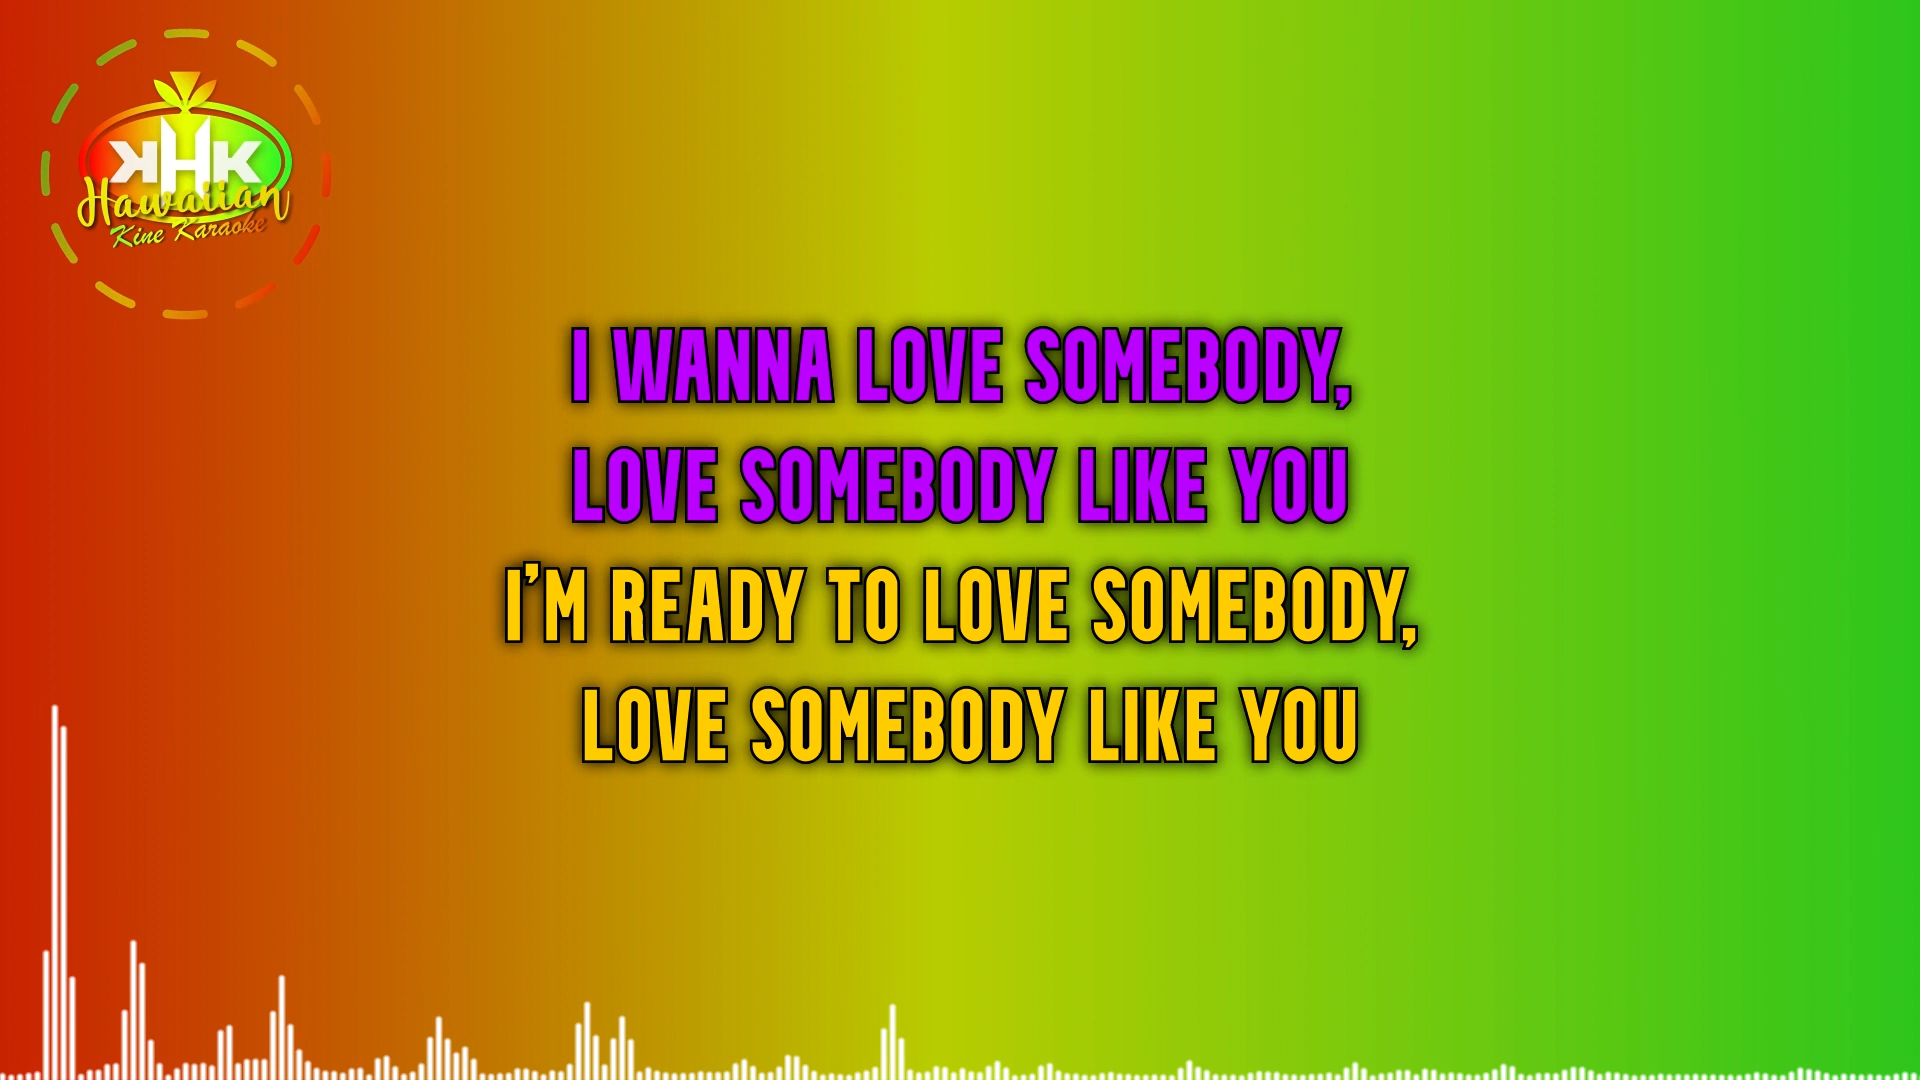 KHK
Hawaiian
Kine Karaoke
I WANNA LOVE SOMEBODY,
LOVE SOMEBODY LIKE YOU
I'M READY TO LOVE SOMEBODY,
LOVE SOMEBODY LIKE YOU